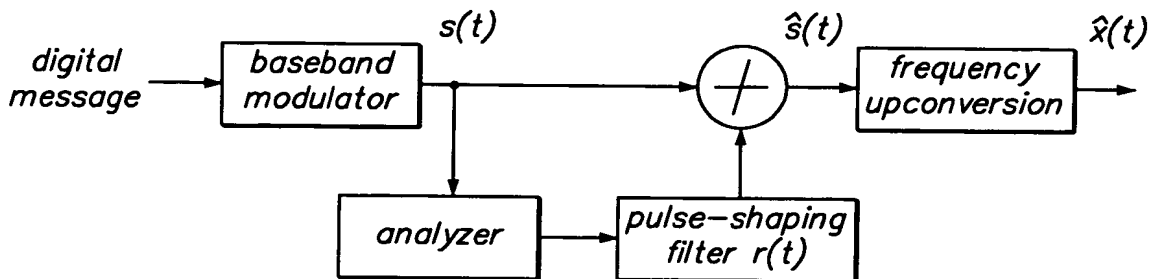 s(t)
ŝ(t)
x̂(t)
digital
message
baseband
modulator
frequency
upconversion
analyzer
pulse-shaping
filter r(t)